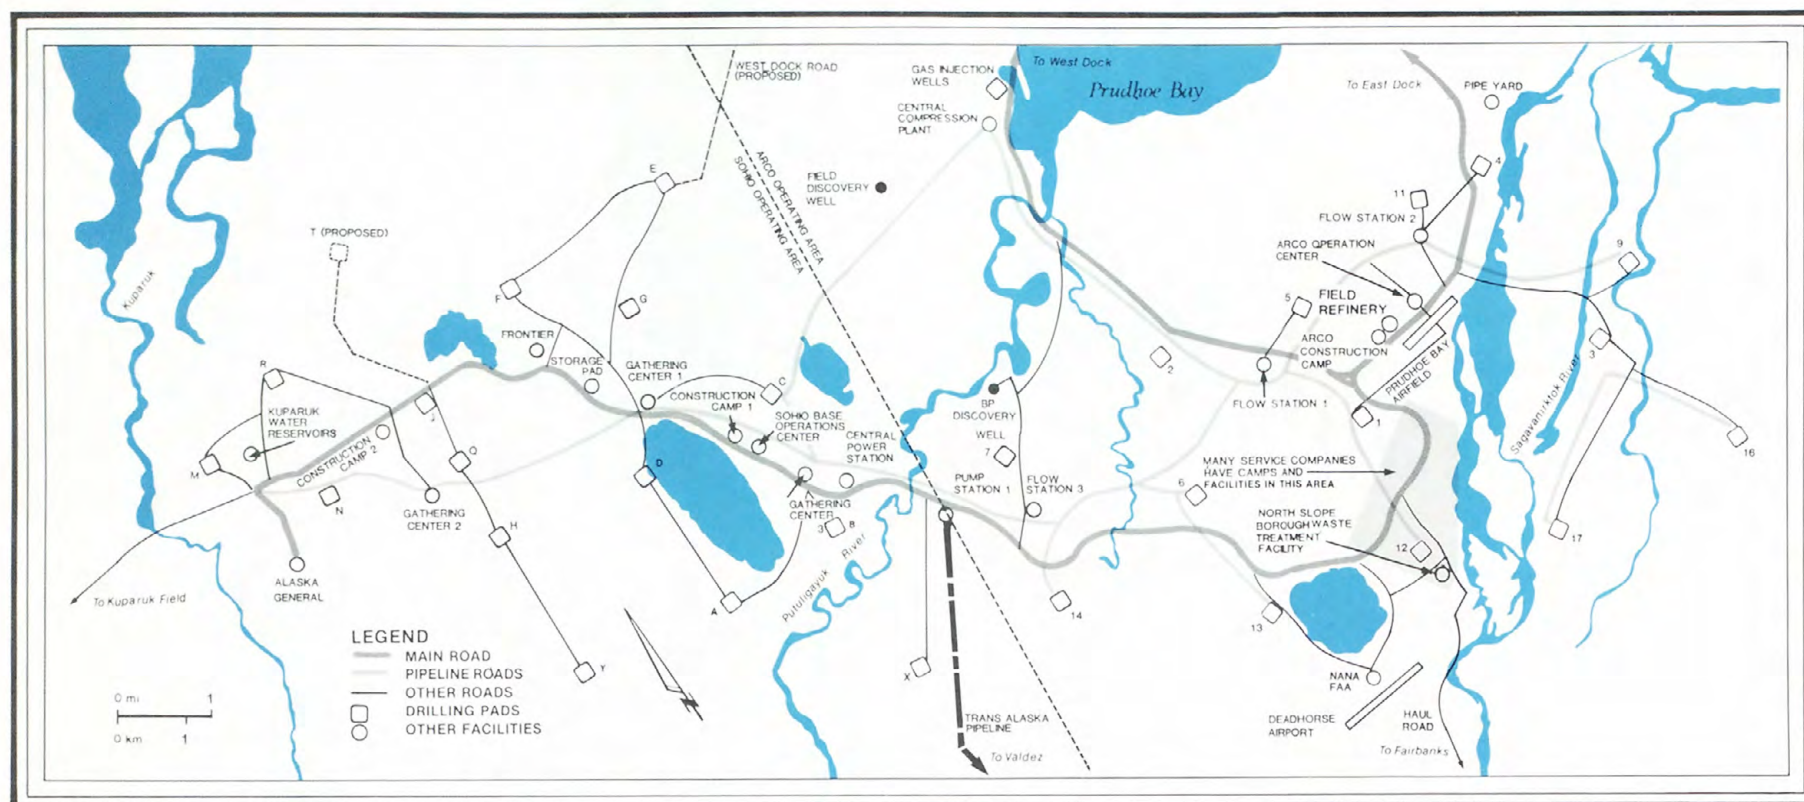 WEST DOCK ROAD
(PROPOSED)
GAS INJECTION
WELLS
To West Dock
Prudhoe Bay
To East Dock
PIPE YARD
CENTRAL
COMPRESSION
PLANT
ARCO OPERATING AREA
SOHIO OPERATING AREA
FIELD
DISCOVERY
WELL
E
4
11
FLOW STATION 2
T (PROPOSED)
ARCO OPERATION
CENTER
9
Kuparuk
F
G
5
FIELD
REFINERY
FRONTIER
STORAGE
PAD
GATHERING
CENTER 1
ARCO
CONSTRUCTION
CAMP
PRUDHOE BAY
AIRFIELD
3
2
R
C
CONSTRUCTION
CAMP 1
BP
DISCOVERY
WELL
FLOW STATION 1
1
Sagavanirktok River
KUPARUK
WATER
RESERVOIRS
J
SOHIO BASE
OPERATIONS
CENTER
CENTRAL
POWER
STATION
CONSTRUCTION
CAMP 2
M
Q
D
7
16
MANY SERVICE COMPANIES
HAVE CAMPS AND
FACILITIES IN THIS AREA
PUMP
STATION 1
FLOW
STATION 3
6
N
GATHERING
CENTER 2
GATHERING
CENTER
3
B
H
NORTH SLOPE
BOROUGH WASTE
TREATMENT
FACILITY
12
17
Putuligayuk River
ALASKA
GENERAL
To Kuparuk Field
A
14
13
LEGEND
MAIN ROAD
PIPELINE ROADS
OTHER ROADS
DRILLING PADS
OTHER FACILITIES
Y
X
NANA
FAA
0 mi 1
0 km 1
TRANS ALASKA
PIPELINE
To Valdez
DEADHORSE
AIRPORT
HAUL
ROAD
To Fairbanks